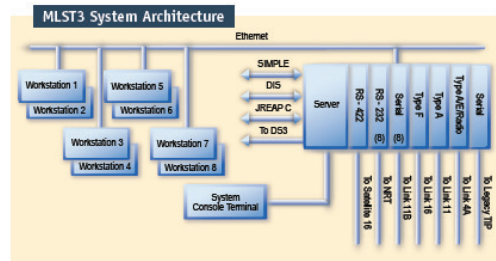 MLST3 System Architecture
Ethernet
Workstation 1
Workstation 2
Workstation 5
Workstation 6
Workstation 3
Workstation 4
Workstation 7
Workstation 8
SIMPLE
DIS
JREAP C
To DS3
Server
RS - 422
RS - 232
(8)
Serial
(8)
Type F
Type A
Type A/E/Radio
Serial
System
Console Terminal
To Satellite 16
To NRT
To Link 11B
To Link 16
To Link 11
To Link 4A
To Legacy TIP